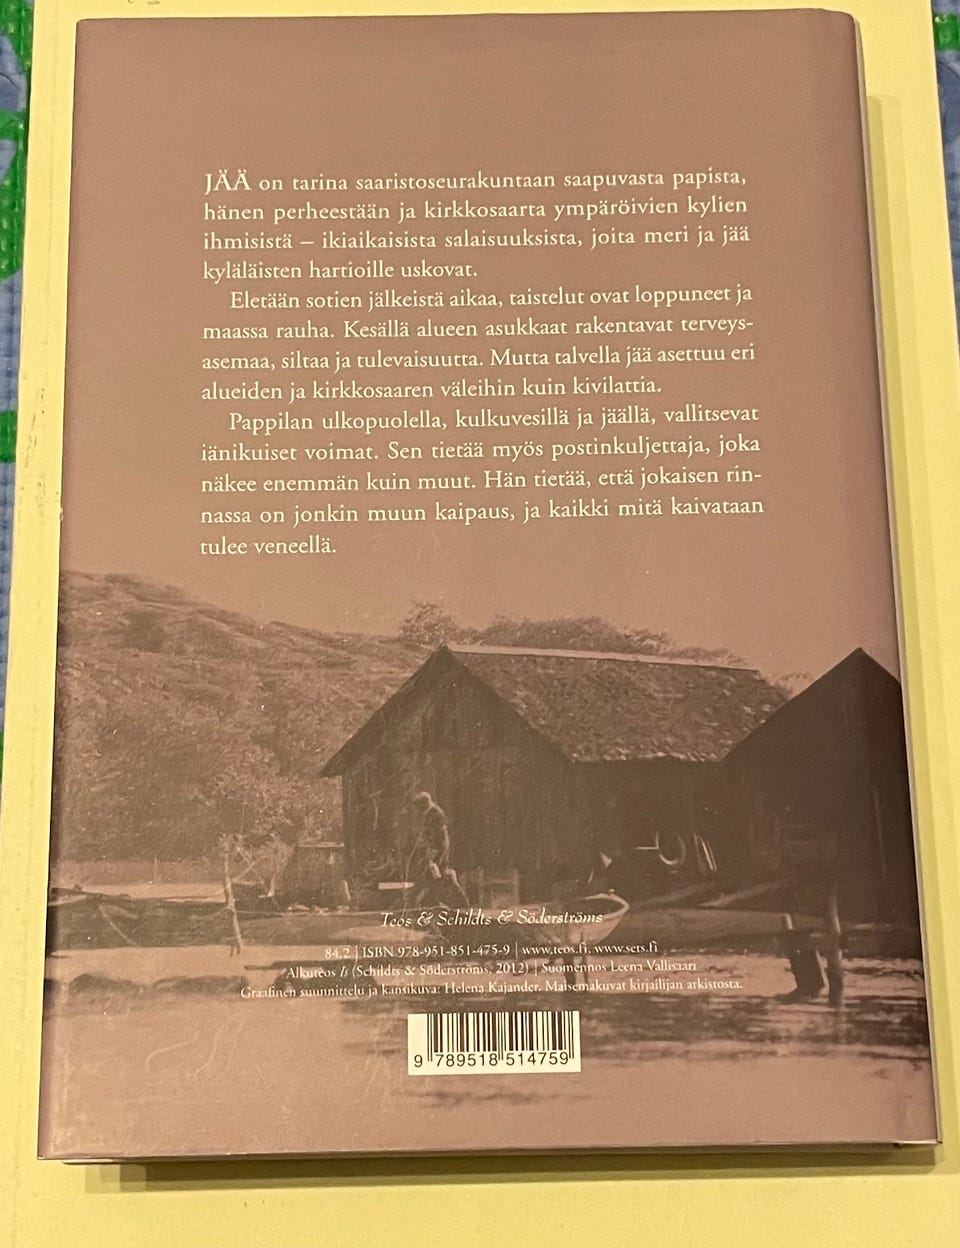 JÄÄ on tarina saaristoseurakuntaan saapuvasta papista,
hänen perheestään ja kirkkosaarta ympäröivien kylien
ihmisistä – ikiaikaisista salaisuuksista, joita meri ja jää
kyläläisten hartioille uskovat.
Eletään sotien jälkeistä aikaa, taistelut ovat loppuneet ja
maassa rauha. Kesällä alueen asukkaat rakentavat terveys-
asemaa, siltaa ja tulevaisuutta. Mutta talvella jää asettuu eri
alueiden ja kirkkosaaren väleihin kuin kivilattia.
Pappilan ulkopuolella, kulkuvesillä ja jäällä, vallitsevat
iänikuiset voimat. Sen tietää myös postinkuljettaja, joka
näkee enemmän kuin muut. Hän tietää, että jokaisen rin-
nassa on jonkin muun kaipaus, ja kaikki mitä kaivataan
tulee veneellä.
Teos & Schildts & Söderströms
84.2 | ISBN 978-951-851-475-9 | www.teos.fi, www.sets.fi
Alkuteos Is (Schildts & Söderströms, 2012) | Suomennos Leena Vallisaari
Graafinen suunnittelu ja kansikuva: Helena Kajander. Maisemakuvat kirjailijan arkistosta.
9 789518 514759